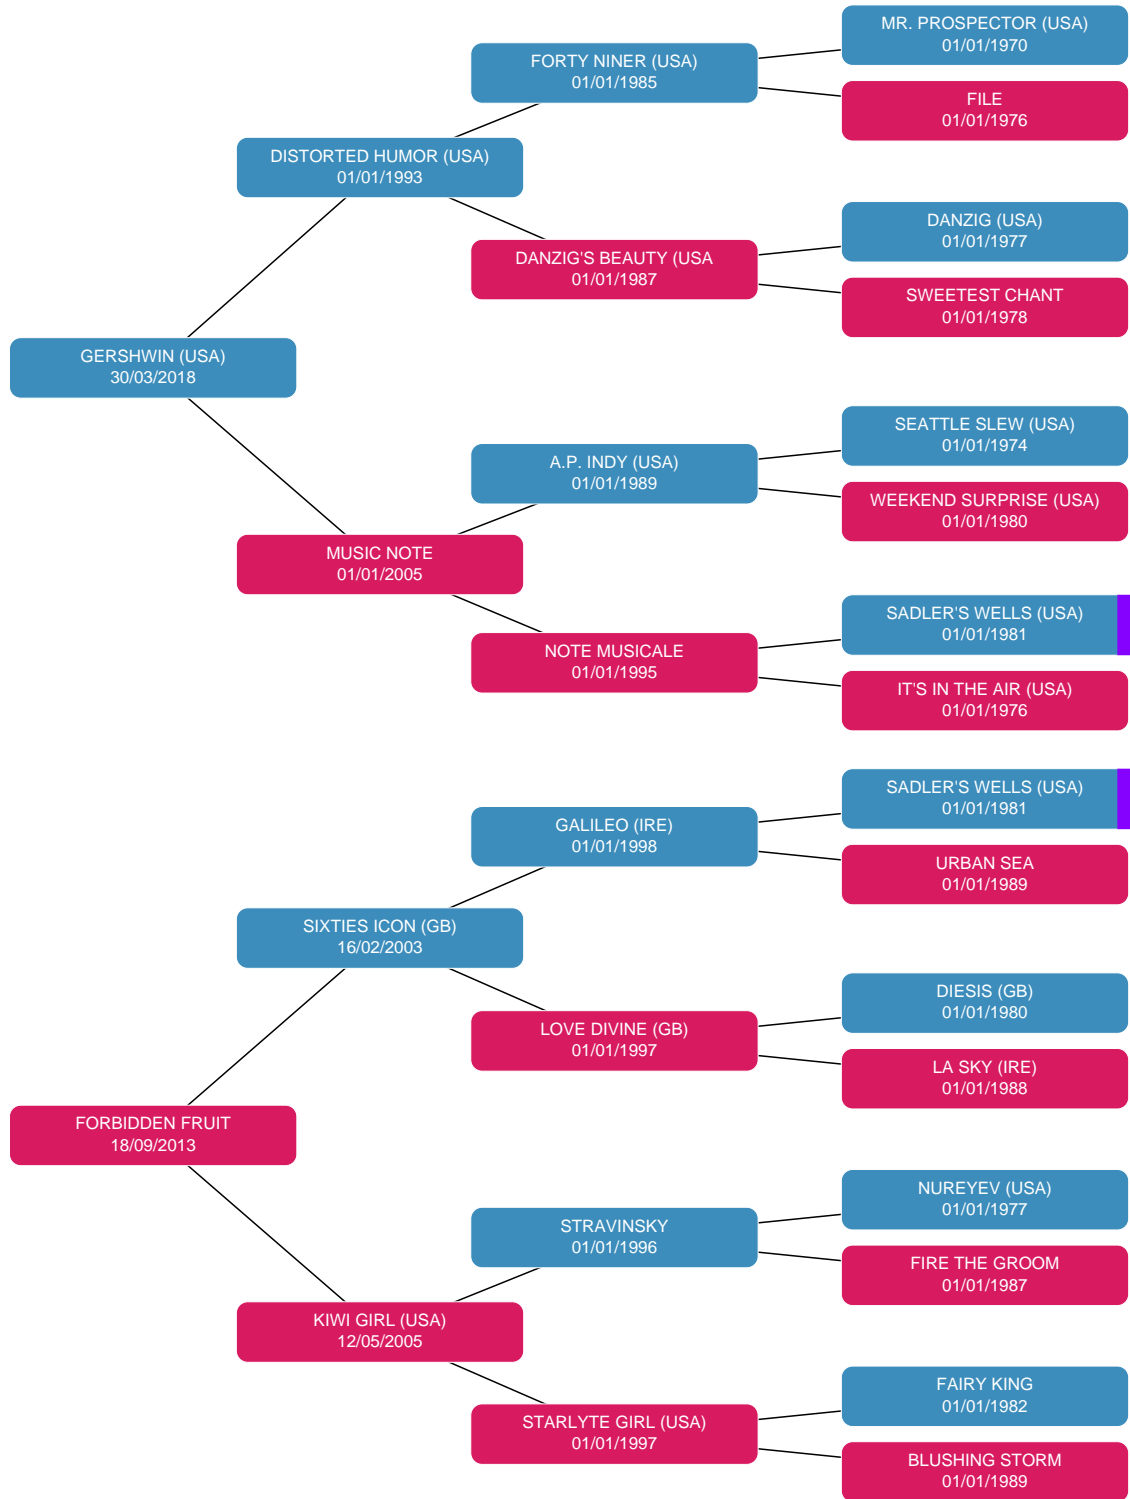 MR. PROSPECTOR (USA)
01/01/1970
FORTY NINER (USA)
01/01/1985
FILE
01/01/1976
DISTORTED HUMOR (USA)
01/01/1993
DANZIG (USA)
01/01/1977
DANZIG'S BEAUTY (USA
01/01/1987
SWEETEST CHANT
01/01/1978
GERSHWIN (USA)
30/03/2018
SEATTLE SLEW (USA)
01/01/1974
A.P. INDY (USA)
01/01/1989
WEEKEND SURPRISE (USA)
01/01/1980
MUSIC NOTE
01/01/2005
SADLER'S WELLS (USA)
01/01/1981
NOTE MUSICALE
01/01/1995
IT'S IN THE AIR (USA)
01/01/1976
SADLER'S WELLS (USA)
01/01/1981
GALILEO (IRE)
01/01/1998
URBAN SEA
01/01/1989
SIXTIES ICON (GB)
16/02/2003
DIESIS (GB)
01/01/1980
LOVE DIVINE (GB)
01/01/1997
LA SKY (IRE)
01/01/1988
FORBIDDEN FRUIT
18/09/2013
NUREYEV (USA)
01/01/1977
STRAVINSKY
01/01/1996
FIRE THE GROOM
01/01/1987
KIWI GIRL (USA)
12/05/2005
FAIRY KING
01/01/1982
STARLYTE GIRL (USA)
01/01/1997
BLUSHING STORM
01/01/1989